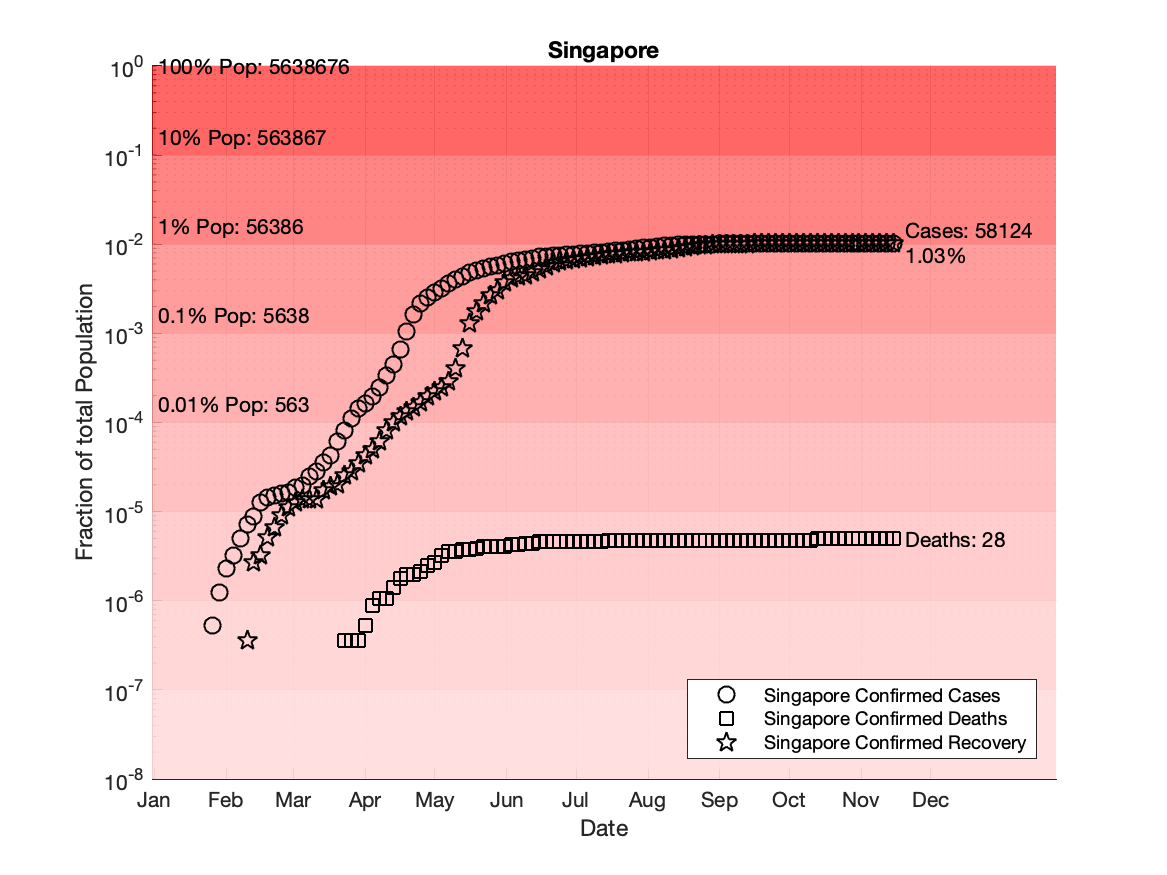 Singapore
10^0
100% Pop: 5638676
10% Pop: 563867
10^-1
1% Pop: 56386
10^-2
Cases: 58124
1.03%
0.1% Pop: 5638
10^-3
0.01% Pop: 563
10^-4
10^-5
Deaths: 28
10^-6
10^-7
10^-8
Fraction of total Population
Singapore Confirmed Cases
Singapore Confirmed Deaths
Singapore Confirmed Recovery
Jan Feb Mar Apr May Jun Jul Aug Sep Oct Nov Dec
Date